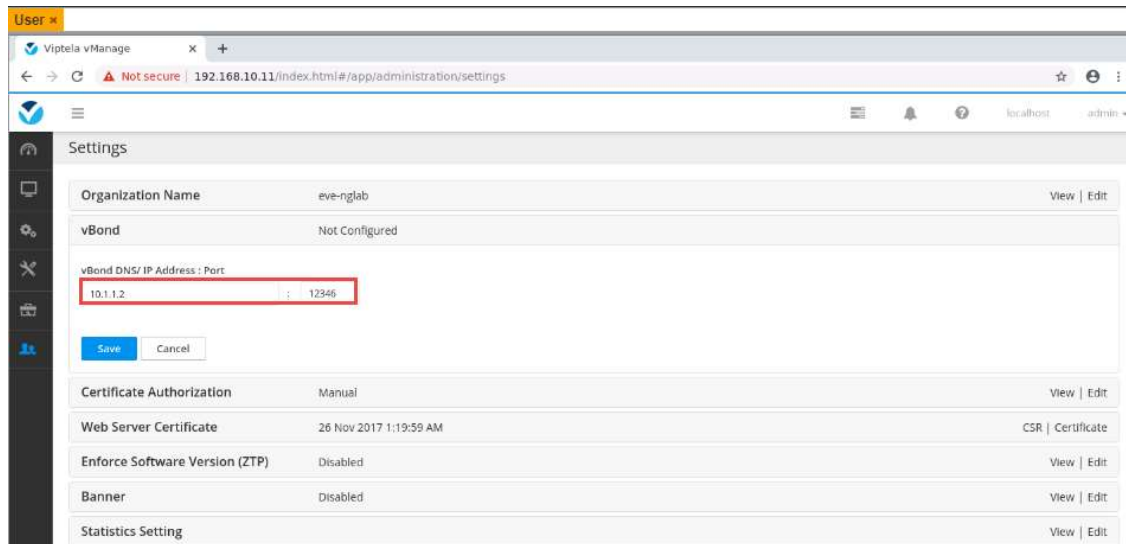 User ×
Viptela vManage × +
Not secure | 192.168.10.11/index.html#/app/administration/settings
localhost admin
Settings
Organization Name eve-nglab View | Edit
vBond Not Configured
vBond DNS/ IP Address : Port
10.1.1.2 : 12346
Save Cancel
Certificate Authorization Manual View | Edit
Web Server Certificate 26 Nov 2017 1:19:59 AM CSR | Certificate
Enforce Software Version (ZTP) Disabled View | Edit
Banner Disabled View | Edit
Statistics Setting View | Edit